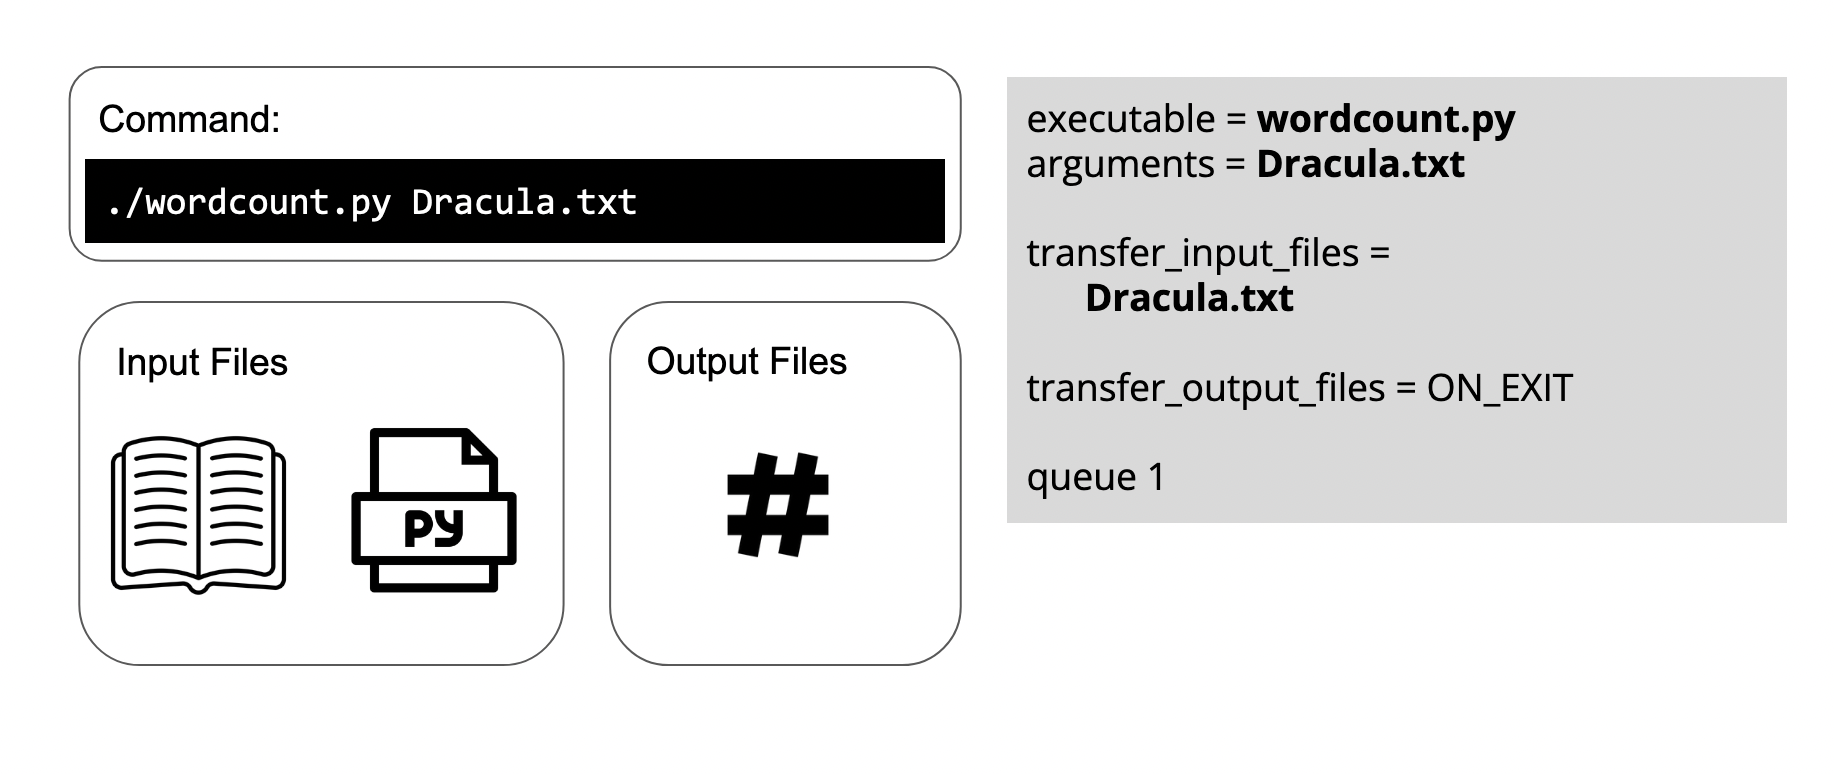 Command:
./wordcount.py Dracula.txt
Input Files
PY
Output Files
#
executable = wordcount.py
arguments = Dracula.txt
transfer_input_files =
Dracula.txt
transfer_output_files = ON_EXIT
queue 1